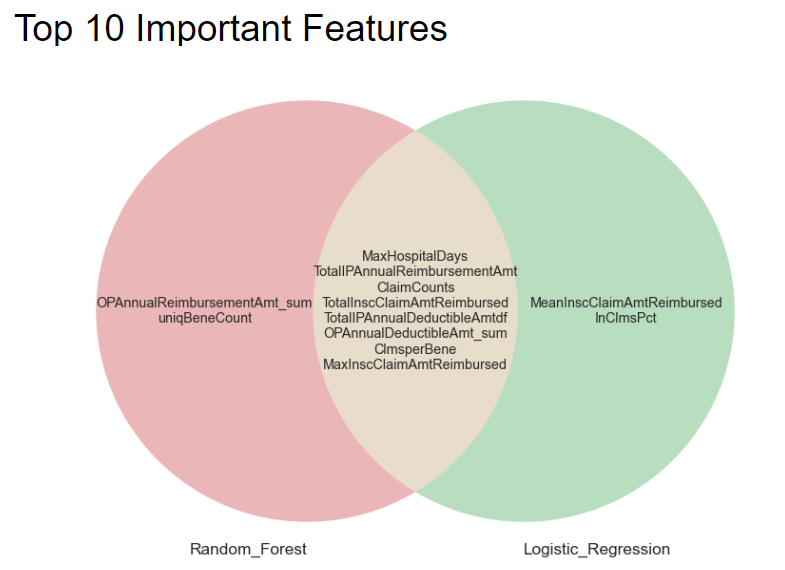 Top 10 Important Features
OPAnnualReimbursementAmt_sum
uniqBeneCount
MaxHospitalDays
TotalIPAnnualReimbursementAmt
ClaimCounts
TotalInscClaimAmtReimbursed
TotalIPAnnualDeductibleAmtdf
OPAnnualDeductibleAmt_sum
ClmsperBene
MaxInscClaimAmtReimbursed
MeanInscClaimAmtReimbursed
InClmsPct
Random_Forest
Logistic_Regression